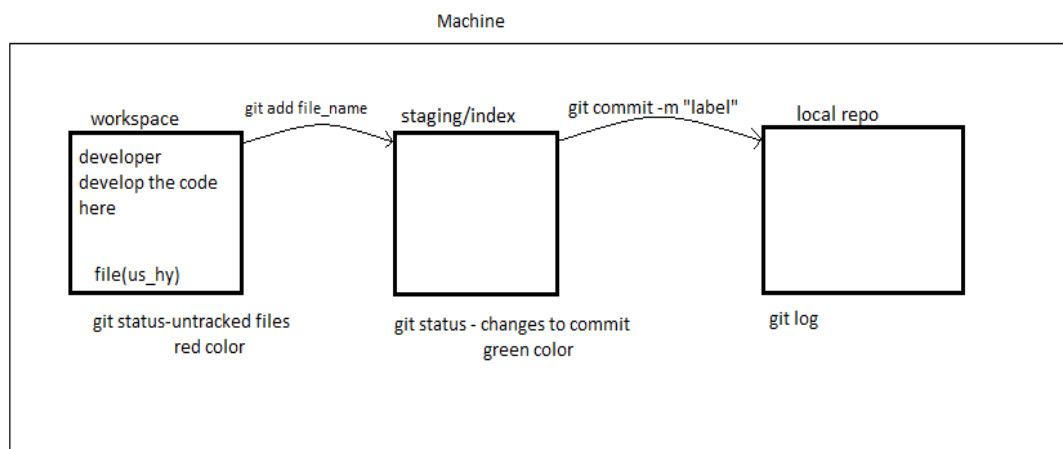 Machine
workspace
git add file_name
staging/index
git commit -m "label"
local repo
developer
develop the code
here
file(us_hy)
git status-untracked files
red color
git status - changes to commit
green color
git log